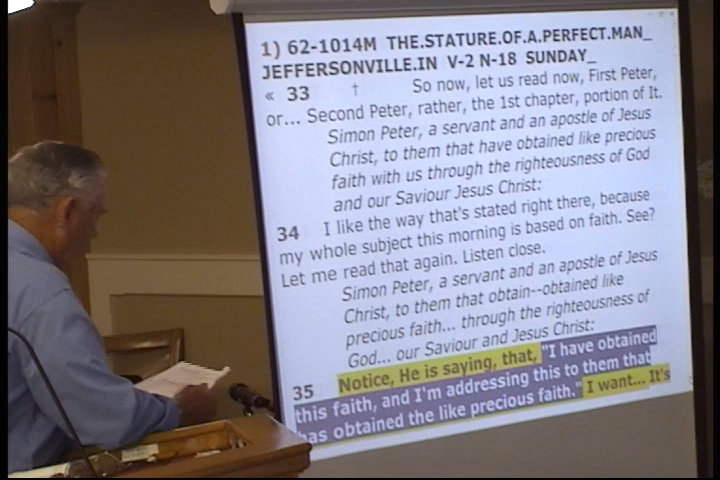 1) 62-1014M THE.STATURE.OF.A.PERFECT.MAN_
JEFFERSONVILLE.IN V-2 N-18 SUNDAY_
« 33 † So now, let us read now, First Peter,
or... Second Peter, rather, the 1st chapter, portion of It.
Simon Peter, a servant and an apostle of Jesus
Christ, to them that have obtained like precious
faith with us through the righteousness of God
and our Saviour Jesus Christ:
34 I like the way that's stated right there, because
my whole subject this morning is based on faith. See?
Let me read that again. Listen close.
Simon Peter, a servant and an apostle of Jesus
Christ, to them that obtain--obtained like
precious faith... through the righteousness of
God... our Saviour and Jesus Christ:
35 Notice, He is saying, that, "I have obtained
this faith, and I'm addressing this to them that
has obtained the like precious faith." I want... It's